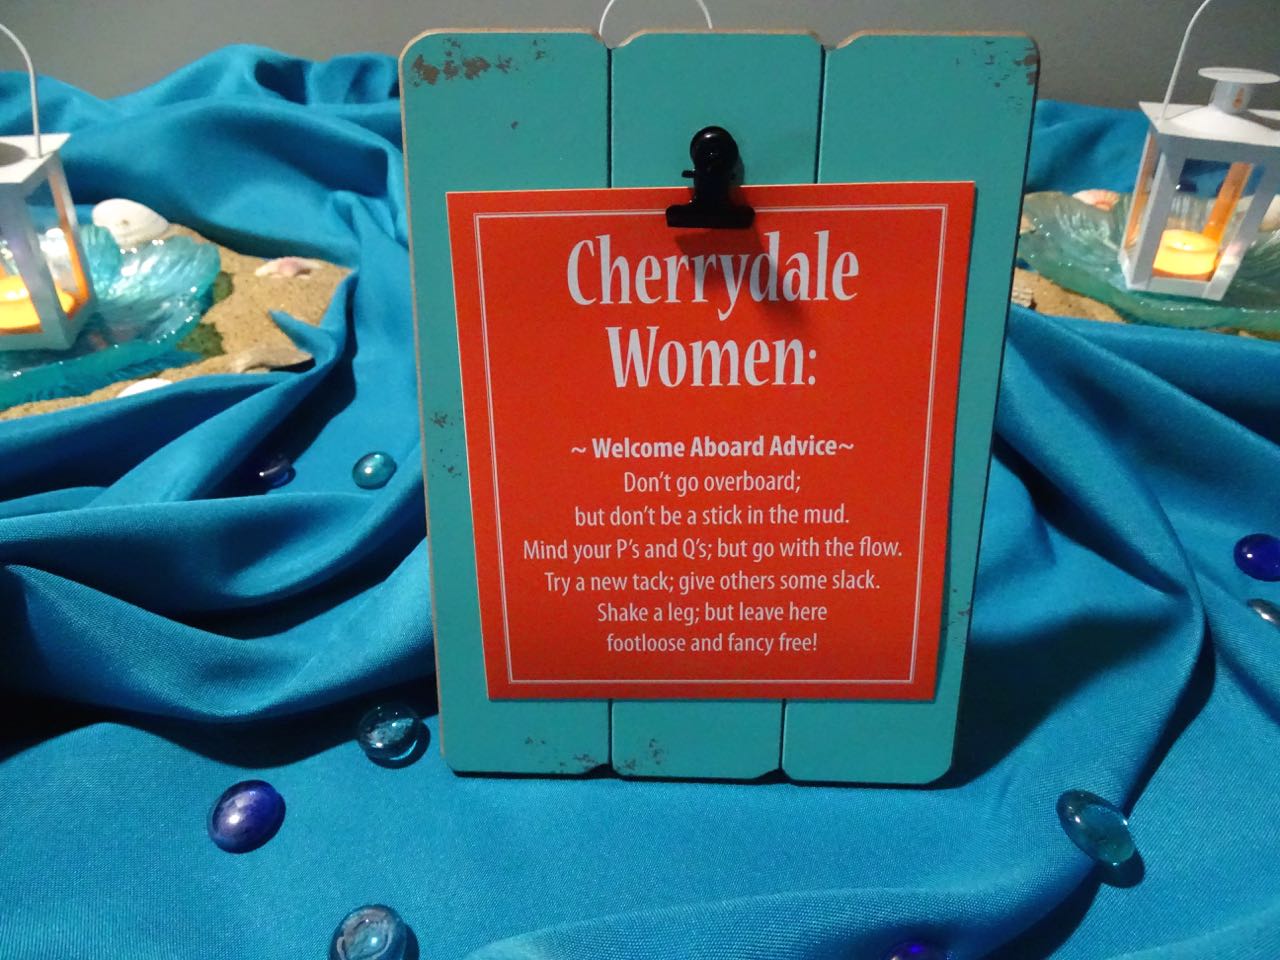 Cherrydale
Women:
~ Welcome Aboard Advice~
Don't go overboard;
but don't be a stick in the mud.
Mind your P's and Q's; but go with the flow.
Try a new tack; give others some slack.
Shake a leg; but leave here
footloose and fancy free!